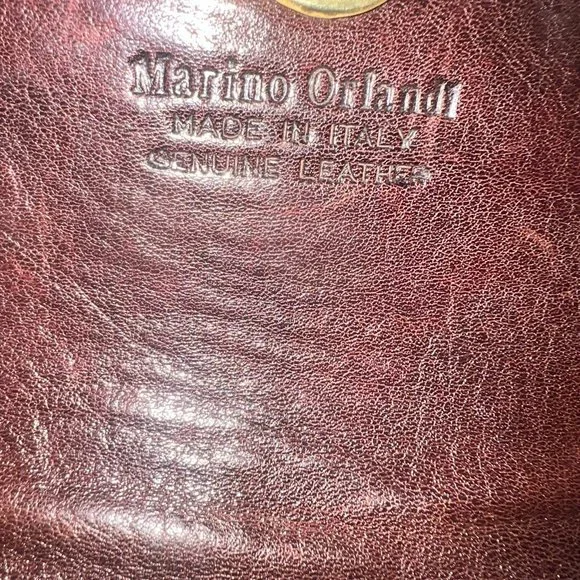 Marino Orlandi
MADE IN ITALY
GENUINE LEATHER